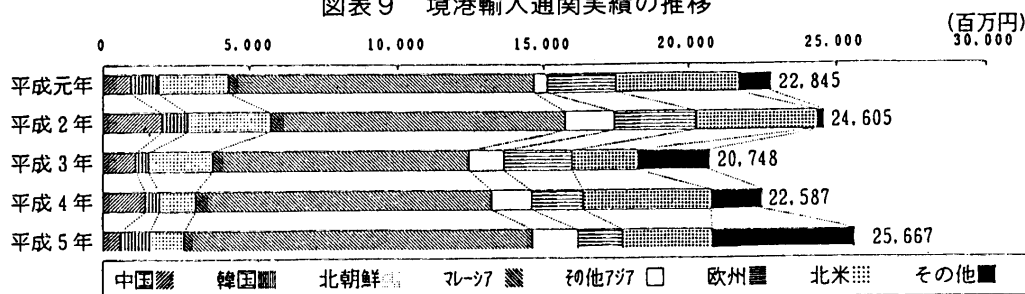 図表9 境港輸入通関実績の推移
(百万円)
0 5.000 10.000 15.000 20.000 25.000 30.000
平成元年 22,845
平成2年 24.605
平成3年 20,748
平成4年 22,587
平成5年 25,667
中国 韓国 北朝鮮 マレーシア その他アジア 欧州 北米 その他